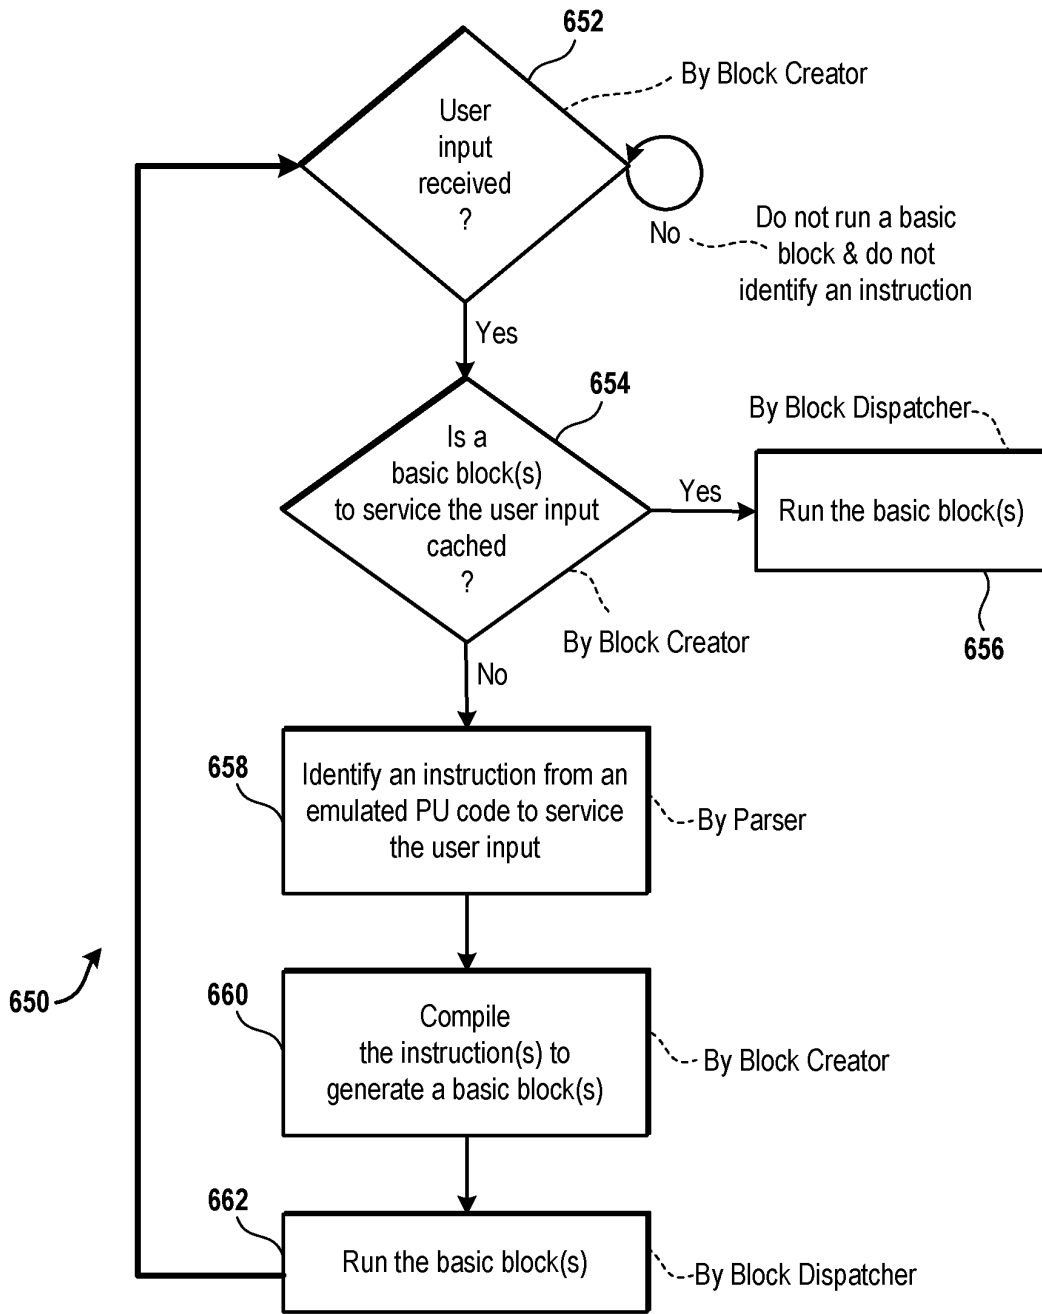 652
By Block Creator
User
input
received
?
No
Do not run a basic
block & do not
identify an instruction
Yes
654
By Block Dispatcher
Is a
basic block(s)
to service the user input
cached
?
Yes
Run the basic block(s)
656
By Block Creator
No
658
Identify an instruction from an
emulated PU code to service
the user input
By Parser
650
660
Compile
the instruction(s) to
generate a basic block(s)
By Block Creator
662
Run the basic block(s)
By Block Dispatcher